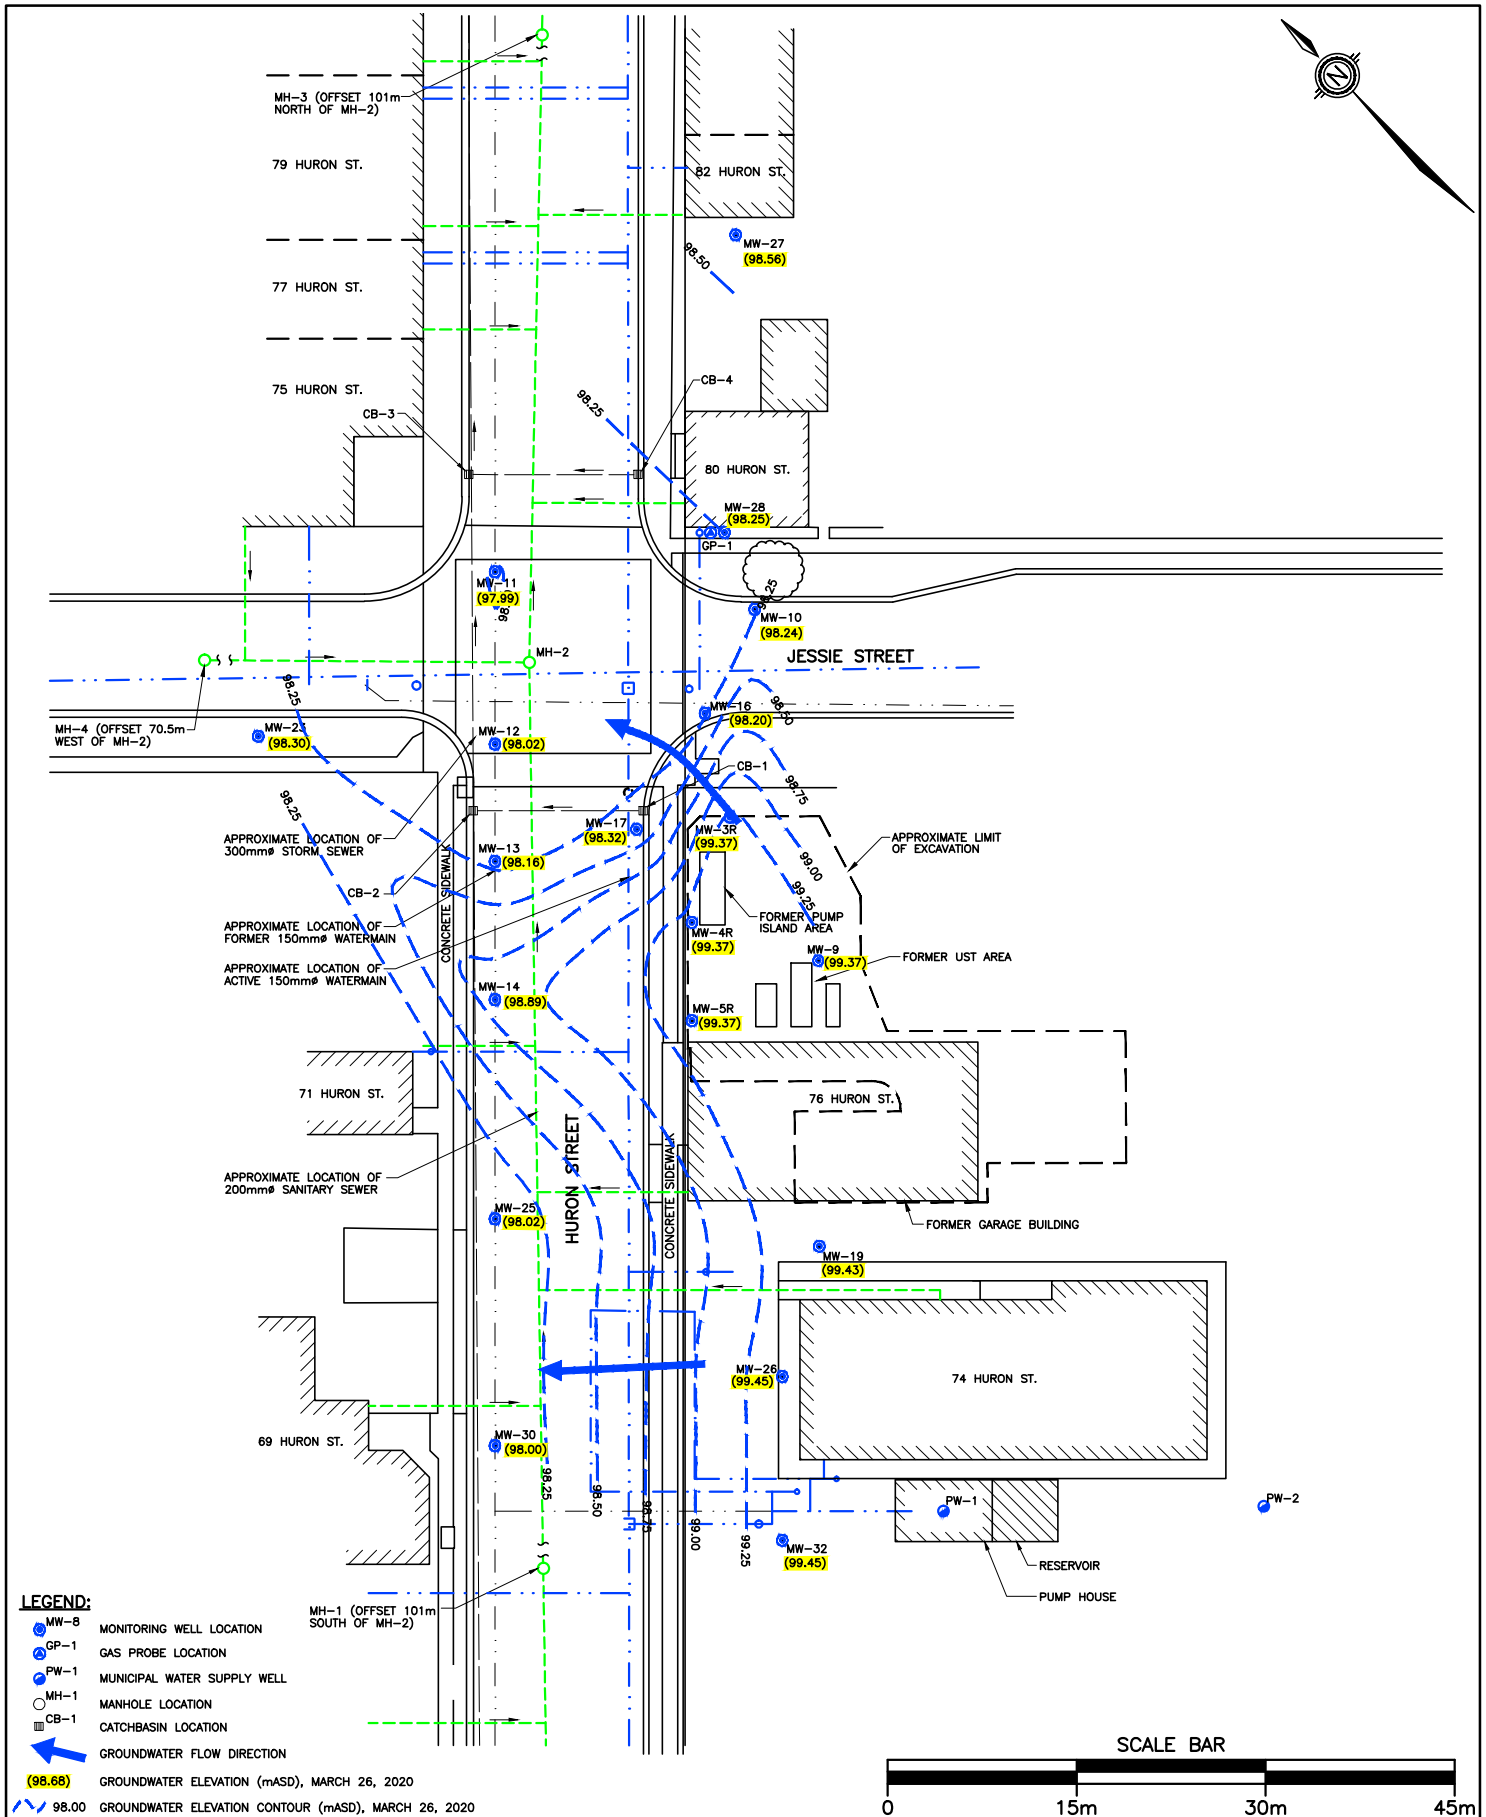 MH-3 (OFFSET 101m
NORTH OF MH-2)
N
79 HURON ST.
82 HURON ST.
MW-27
(98.56)
98.50
77 HURON ST.
75 HURON ST.
CB-4
98.25
CB-3
80 HURON ST.
MW-28
(98.25)
GP-1
MW-11
(97.99)
98.25
MW-10
(98.24)
MH-2
JESSIE STREET
98.25
98.50
MW-16
(98.20)
MH-4 (OFFSET 70.5m
WEST OF MH-2)
MW-23
(98.30)
MW-12
(98.02)
CB-1
98.75
98.25
MW-17
(98.32)
MW-3R
(99.37)
APPROXIMATE LOCATION OF
300mmø STORM SEWER
APPROXIMATE LIMIT
OF EXCAVATION
MW-13
(98.16)
99.00
99.25
CB-2
CONCRETE SIDEWALK
FORMER PUMP
ISLAND AREA
APPROXIMATE LOCATION OF
FORMER 150mmø WATERMAIN
MW-4R
(99.37)
MW-9
(99.37)
FORMER UST AREA
APPROXIMATE LOCATION OF
ACTIVE 150mmø WATERMAIN
MW-14
(98.89)
MW-5R
(99.37)
71 HURON ST.
76 HURON ST.
HURON STREET
CONCRETE SIDEWALK
APPROXIMATE LOCATION OF
200mmø SANITARY SEWER
MW-25
(98.02)
FORMER GARAGE BUILDING
MW-19
(99.43)
MW-26
(99.45)
74 HURON ST.
69 HURON ST.
MW-30
(98.00)
98.25
98.50
98.75
99.00
99.25
PW-1
PW-2
MW-32
(99.45)
RESERVOIR
PUMP HOUSE
MH-1 (OFFSET 101m
SOUTH OF MH-2)
LEGEND:
MW-8 MONITORING WELL LOCATION
GP-1 GAS PROBE LOCATION
PW-1 MUNICIPAL WATER SUPPLY WELL
MH-1 MANHOLE LOCATION
CB-1 CATCHBASIN LOCATION
GROUNDWATER FLOW DIRECTION
(98.68) GROUNDWATER ELEVATION (mASD), MARCH 26, 2020
98.00 GROUNDWATER ELEVATION CONTOUR (mASD), MARCH 26, 2020
SCALE BAR
0 15m 30m 45m